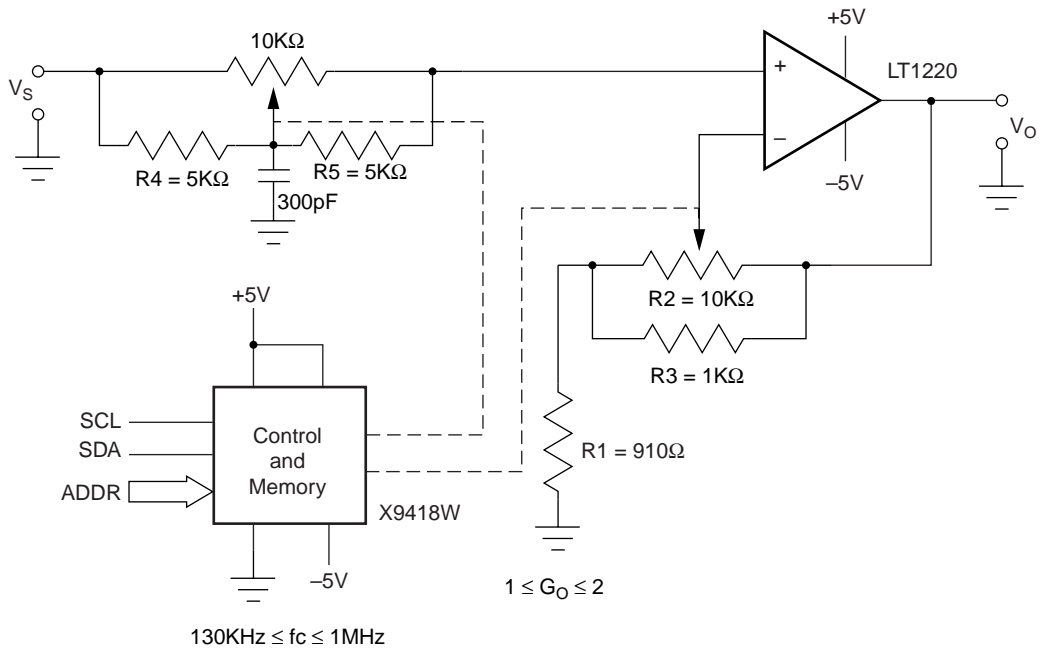 +5V
10KΩ
LT1220
+
V_S
–
V_O
R4 = 5KΩ
R5 = 5KΩ
–5V
300pF
+5V
R2 = 10KΩ
R3 = 1KΩ
SCL
SDA
ADDR
Control
and
Memory
R1 = 910Ω
X9418W
–5V
1 ≤ G_O ≤ 2
130KHz ≤ fc ≤ 1MHz